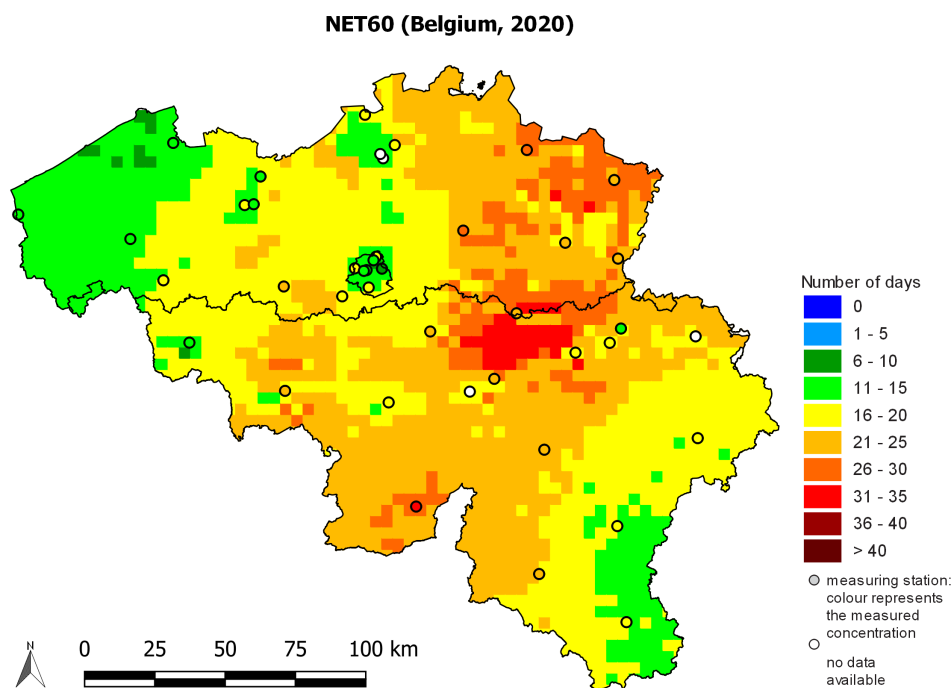 NET60 (Belgium, 2020)
Number of days
0
1 - 5
6 - 10
11 - 15
16 - 20
21 - 25
26 - 30
31 - 35
36 - 40
> 40
measuring station:
colour represents
the measured
concentration
no data
available
N
0 25 50 75 100 km